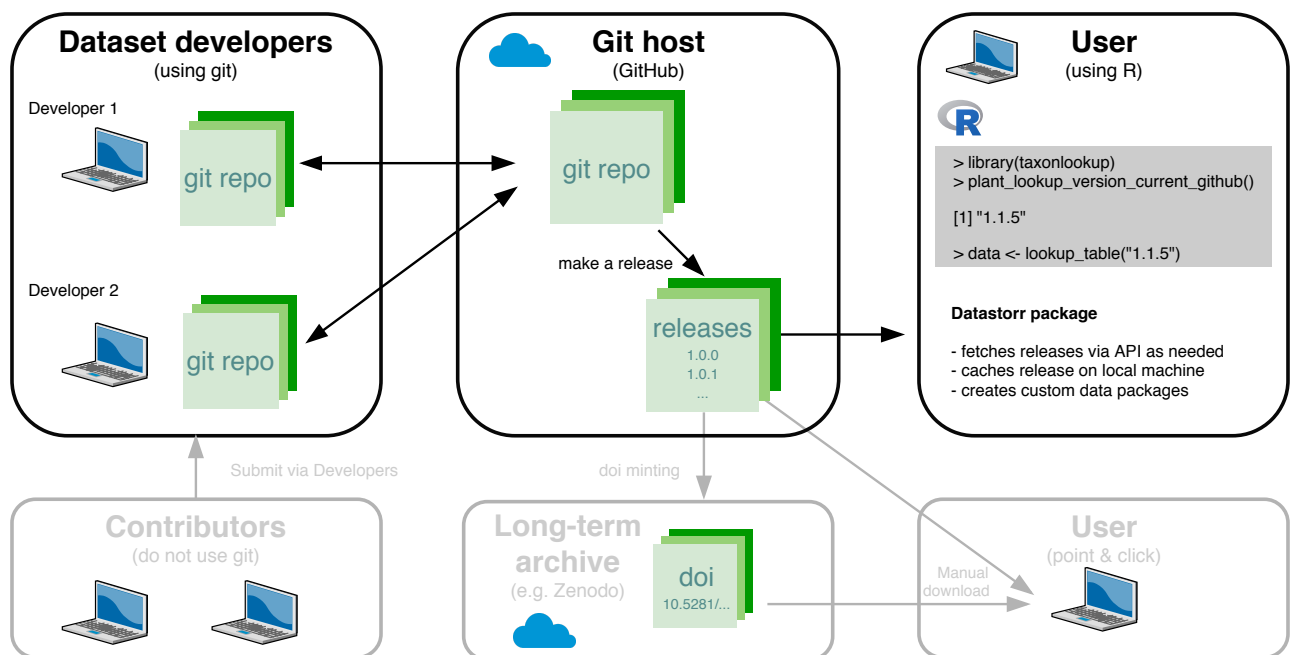 Dataset developers
(using git)
Developer 1
git repo
Developer 2
git repo
Git host
(GitHub)
git repo
make a release
releases
1.0.0
1.0.1
...
User
(using R)
R
> library(taxonlookup)
> plant_lookup_version_current_github()
[1] "1.1.5"
> data <- lookup_table("1.1.5")
Datastorr package
- fetches releases via API as needed
- caches release on local machine
- creates custom data packages
Submit via Developers
doi minting
Contributors
(do not use git)
Long-term
archive
(e.g. Zenodo)
doi
10.5281/...
Manual
download
User
(point & click)